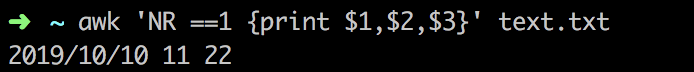 ➜ ~ awk 'NR ==1 {print $1,$2,$3}' text.txt
2019/10/10 11 22